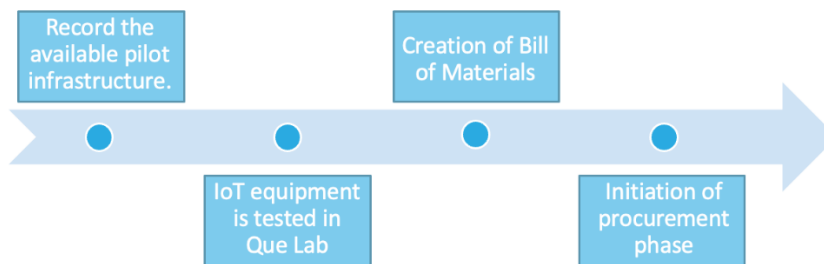 Record the
available pilot
infrastructure.
IoT equipment
is tested in
Que Lab
Creation of Bill
of Materials
Initiation of
procurement
phase